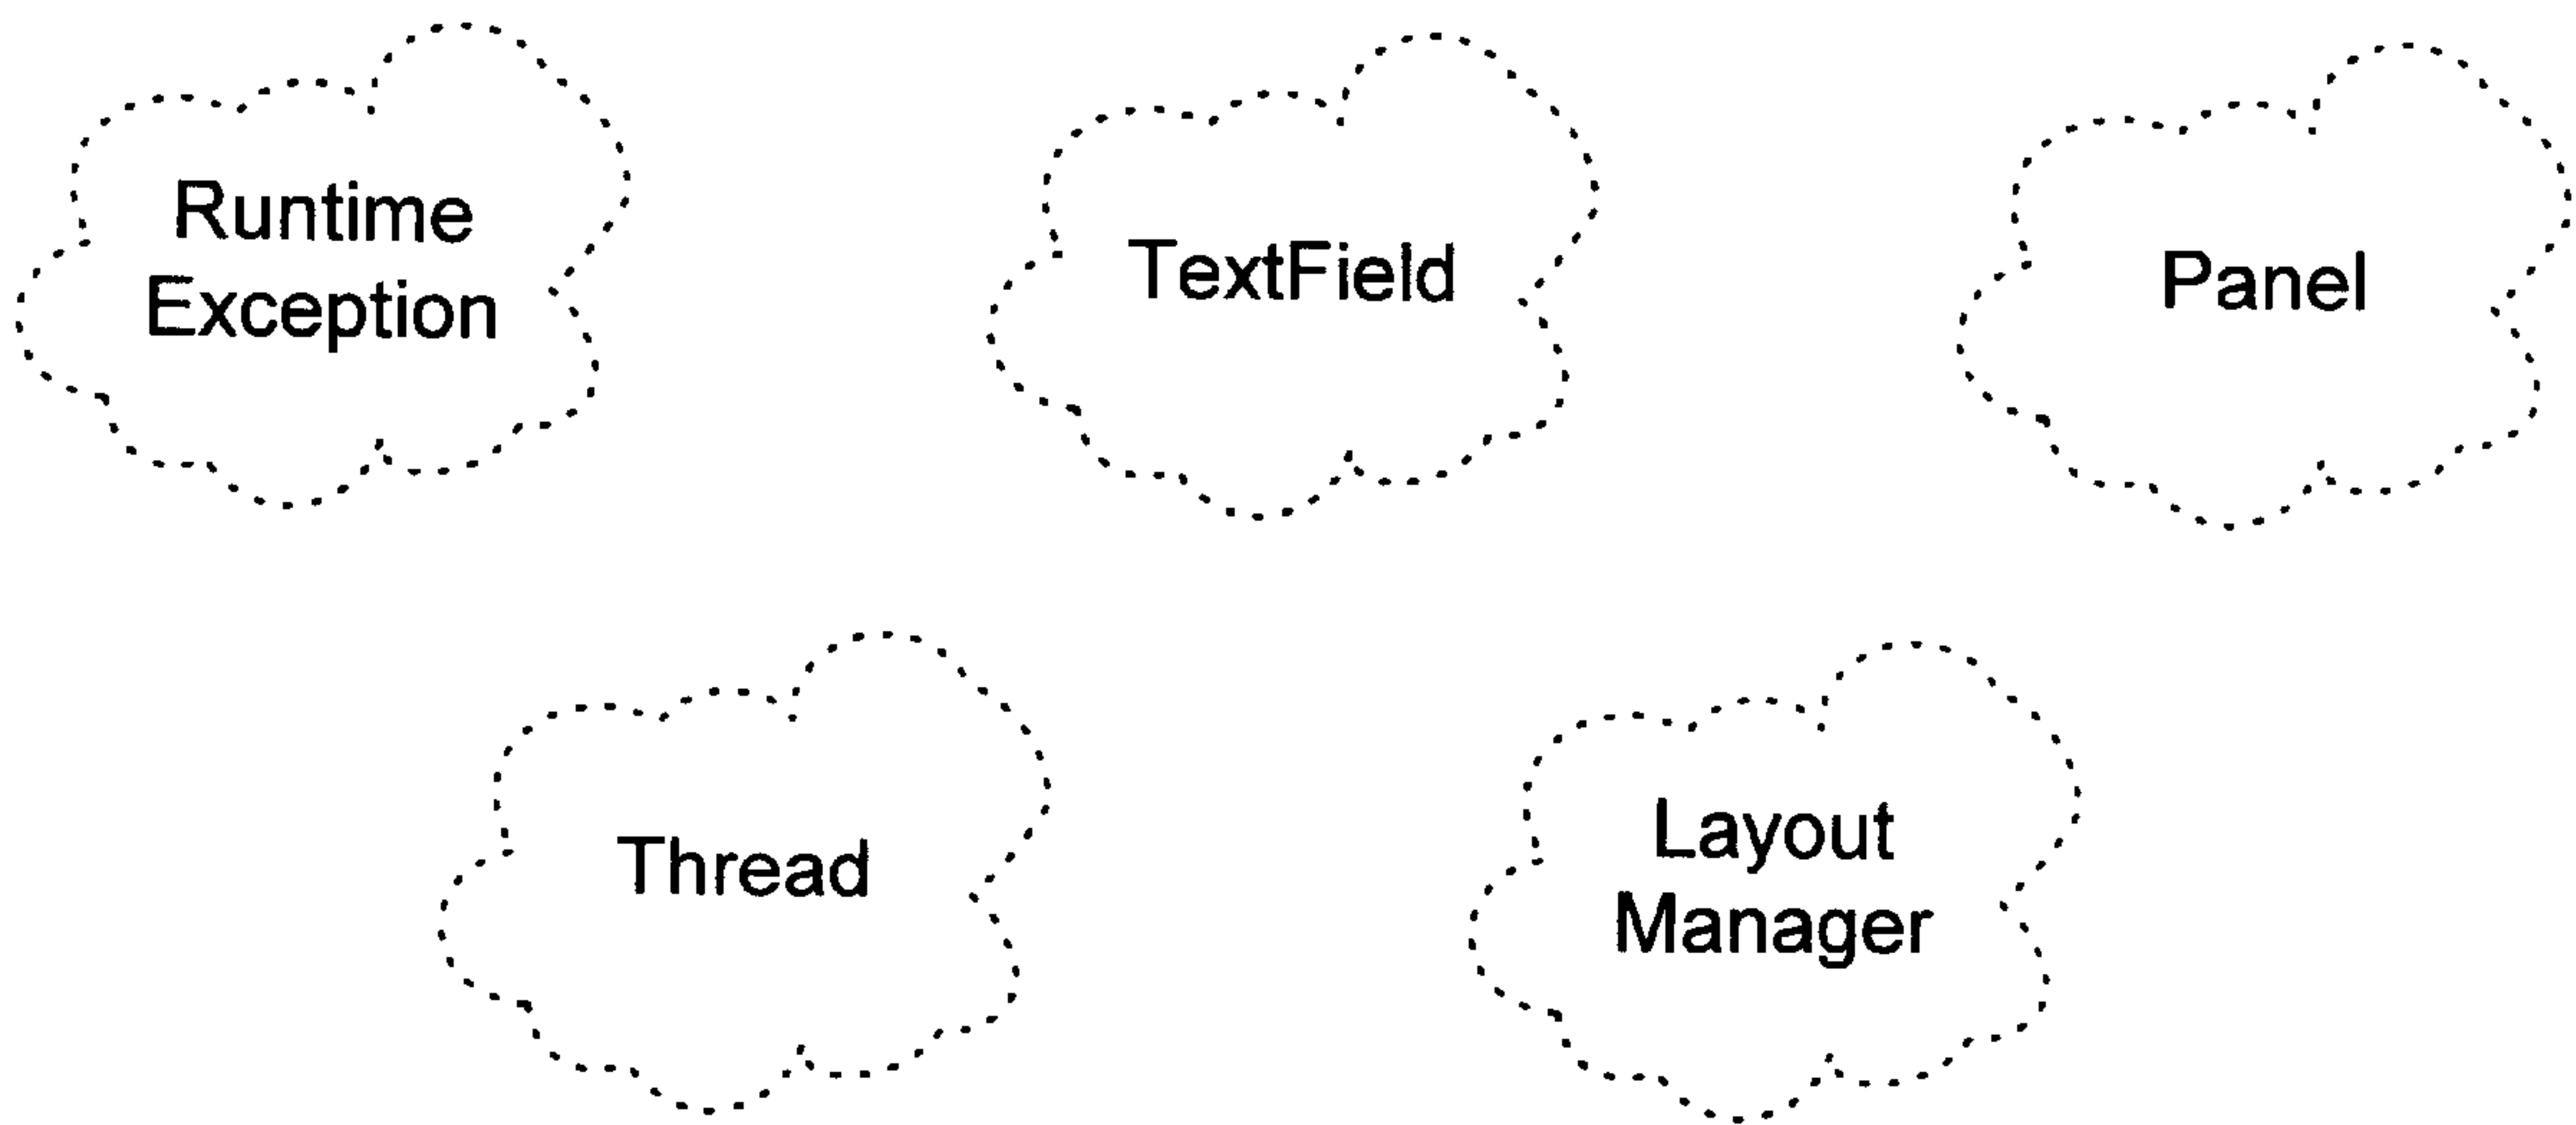 Runtime
Exception
TextField
Panel
Thread
Layout
Manager